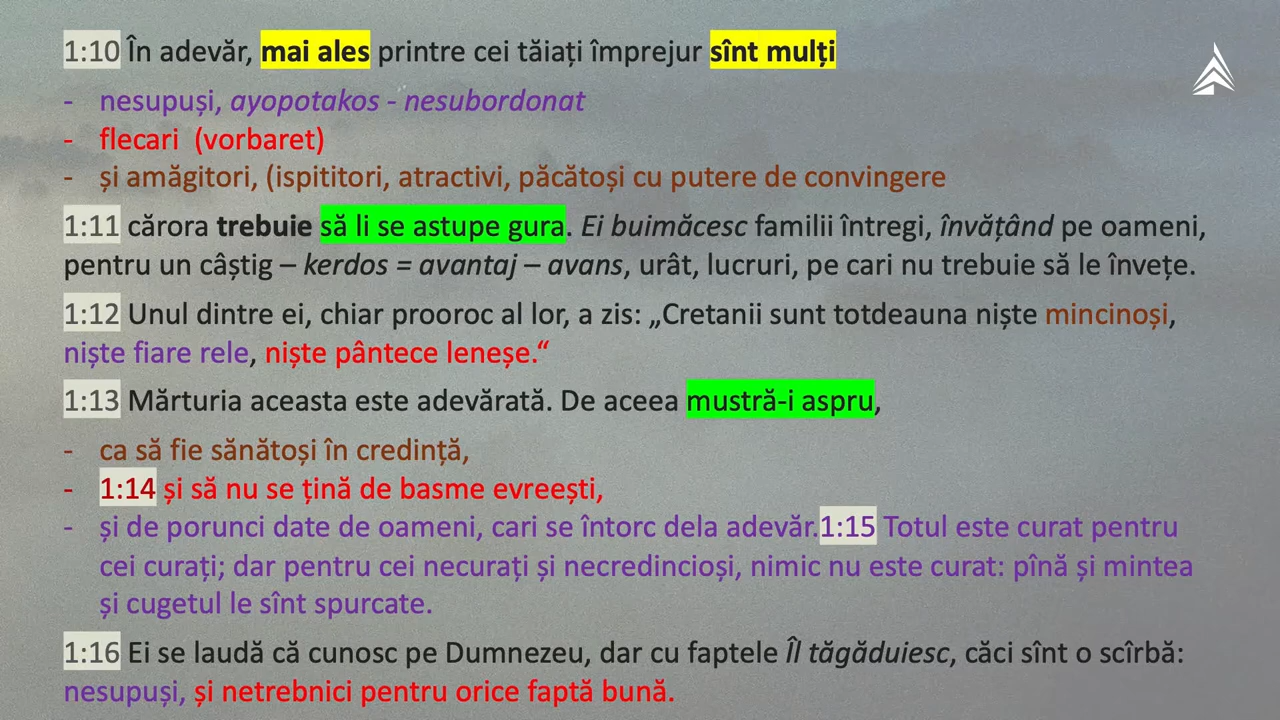 1:10 În adevăr, mai ales printre cei tăiați împrejur sînt mulți
- nesupuși, ayopotakos - nesubordonat
- flecari (vorbaret)
- și amăgitori, (ispititori, atractivi, păcătoși cu putere de convingere
1:11 cărora trebuie să li se astupe gura. Ei buimăcesc familii întregi, învățând pe oameni,
pentru un câștig – kerdos = avantaj – avans, urât, lucruri, pe cari nu trebuie să le învețe.
1:12 Unul dintre ei, chiar prooroc al lor, a zis: „Cretanii sunt totdeauna niște mincinoși,
niște fiare rele, niște pântece leneșe.“
1:13 Mărturia aceasta este adevărată. De aceea mustră-i aspru,
- ca să fie sănătoși în credință,
- 1:14 și să nu se țină de basme evreești,
- și de porunci date de oameni, cari se întorc dela adevăr.1:15 Totul este curat pentru
cei curați; dar pentru cei necurați și necredincioși, nimic nu este curat: pînă și mintea
și cugetul le sînt spurcate.
1:16 Ei se laudă că cunosc pe Dumnezeu, dar cu faptele Îl tăgăduiesc, căci sînt o scîrbă:
nesupuși, și netrebnici pentru orice faptă bună.